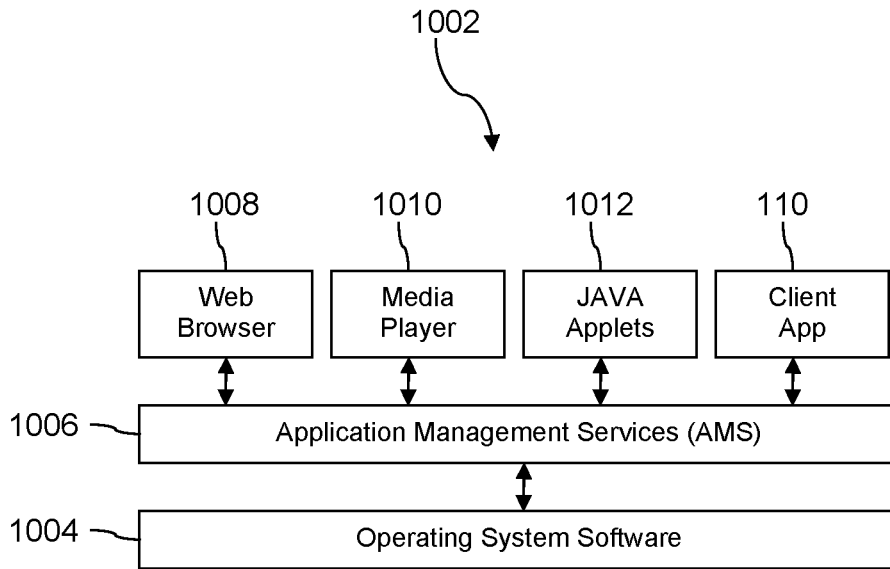 1002
1008
1010
1012
110
Web
Browser
Media
Player
JAVA
Applets
Client
App
1006
Application Management Services (AMS)
1004
Operating System Software